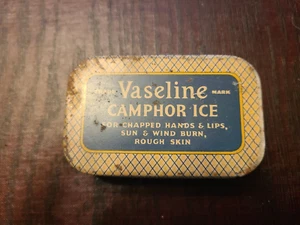 Vaseline MARK
CAMPHOR ICE
FOR CHAPPED HANDS & LIPS,
SUN & WIND BURN,
ROUGH SKIN